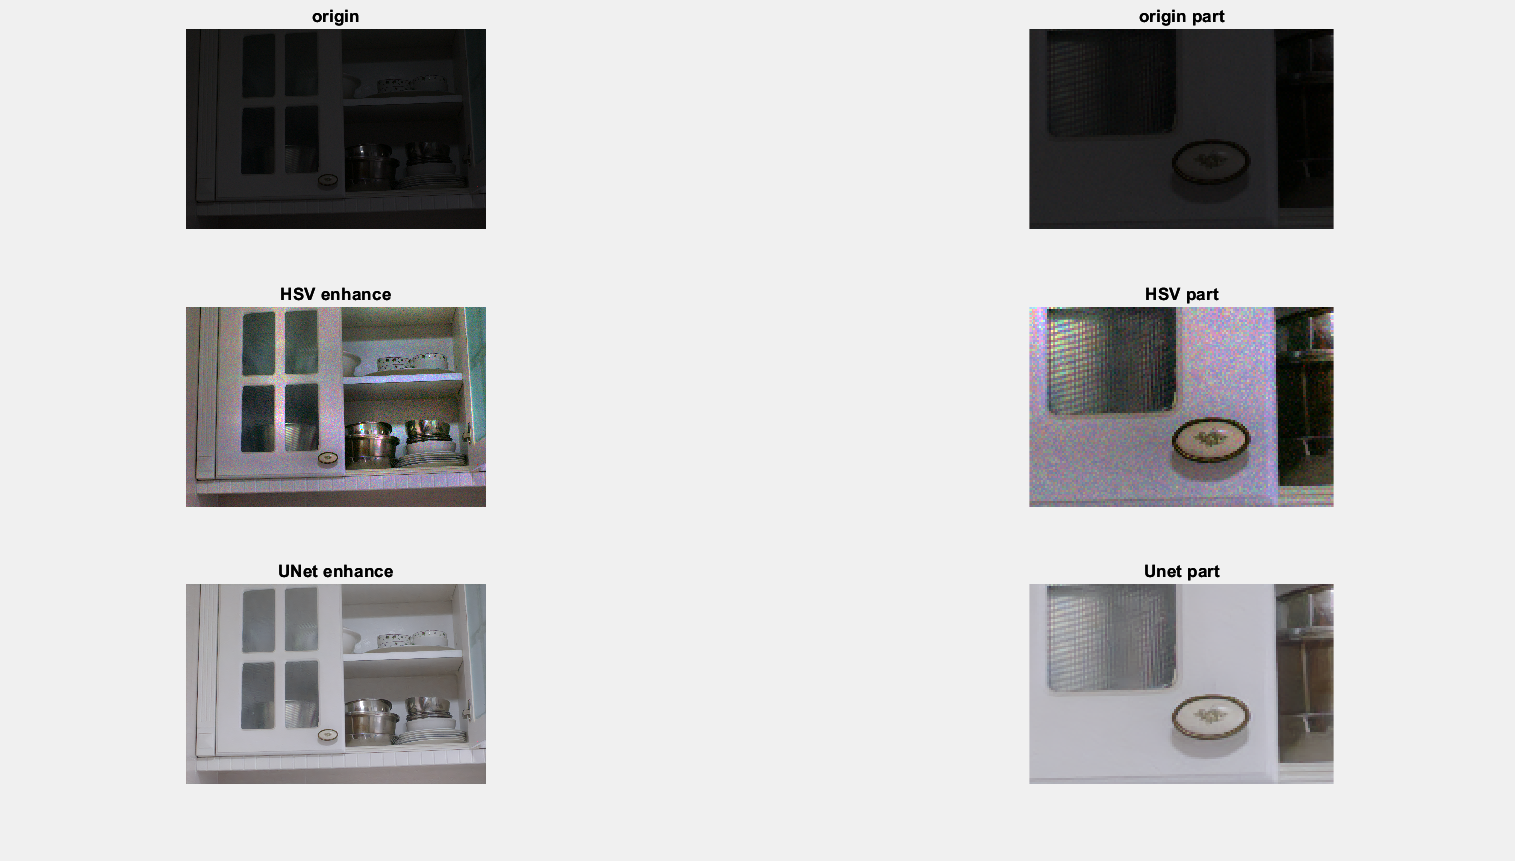 origin
origin part
HSV enhance
HSV part
UNet enhance
Unet part